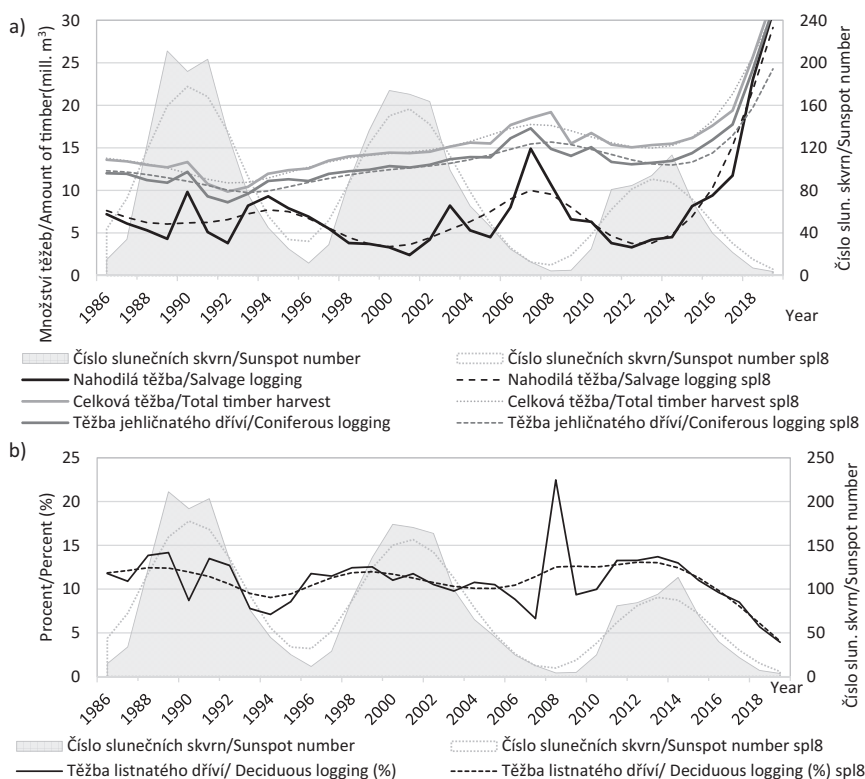 a)
Množství těžeb/Amount of timber(mill. m³)
30
25
20
15
10
5
0
240
200
160
120
80
40
0
Číslo slun. skvrn/Sunspot number
1986 1988 1990 1992 1994 1996 1998 2000 2002 2004 2006 2008 2010 2012 2014 2016 2018
Year
Číslo slunečních skvrn/Sunspot number
Číslo slunečních skvrn/Sunspot number spl8
Nahodilá těžba/Salvage logging
Nahodilá těžba/Salvage logging spl8
Celková těžba/Total timber harvest
Celková těžba/Total timber harvest spl8
Těžba jehličnatého dříví/Coniferous logging
Těžba jehličnatého dříví/Coniferous logging spl8
b)
Procent/Percent (%)
25
20
15
10
5
0
250
200
150
100
50
0
Číslo slun. skvrn/Sunspot number
1986 1988 1990 1992 1994 1996 1998 2000 2002 2004 2006 2008 2010 2012 2014 2016 2018
Year
Číslo slunečních skvrn/Sunspot number
Číslo slunečních skvrn/Sunspot number spl8
Těžba listnatého dříví/ Deciduous logging (%)
Těžba listnatého dříví/ Deciduous logging (%) spl8